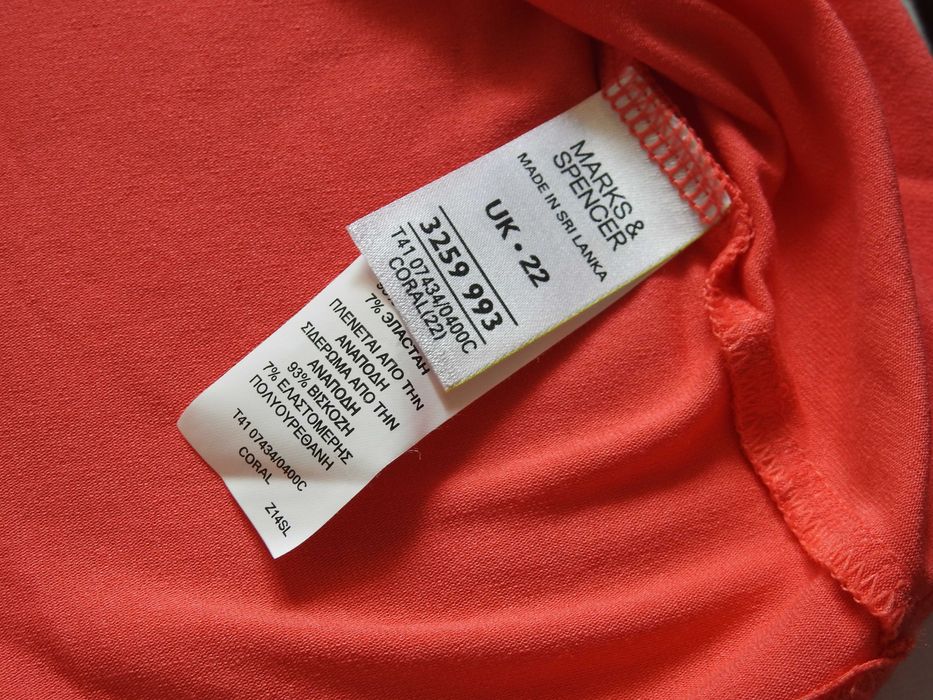 MARKS &
SPENCER
MADE IN SRI LANKA
UK • 22
3259 993
T41 07434/0400C
CORAL(22)
7% ЭЛАСТАН
ΠΛΕΝΕΤΑΙ ΑΠΟ ΤΗΝ
ΑΝΑΠΟΔΗ
ΣΙΔΕΡΩΜΑ ΑΠΟ ΤΗΝ
ΑΝΑΠΟΔΗ
93% ΒΙΣΚΟΖΗ
7% ΕΛΑΣΤΟΜΕΡΗΣ
ΠΟΛΥΟΥΡΕΘΑΝΗ
T41 07434/0400C
CORAL
Z14SL